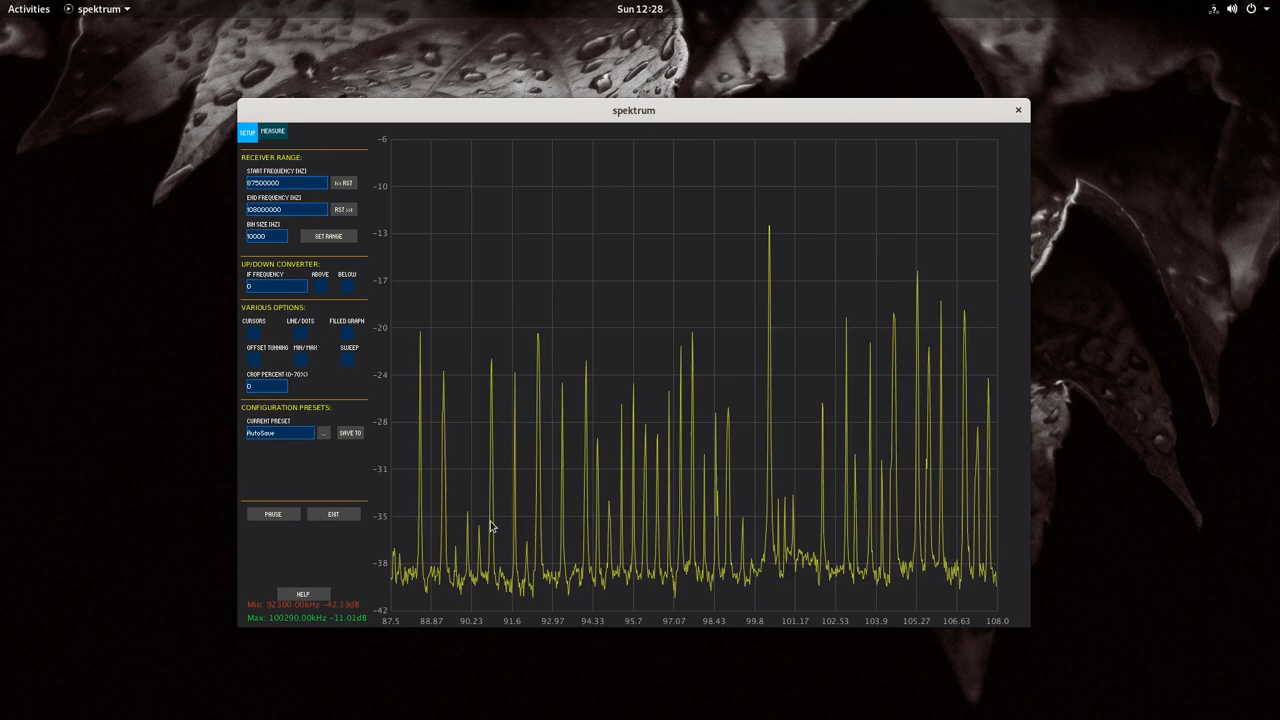 Activities spektrum Sun 12:28
spektrum
SETUP MEASURE
RECEIVER RANGE:
START FREQUENCY [HZ]
87500000 |<< RST
END FREQUENCY [HZ]
108000000 RST >>|
BIN SIZE [HZ]
10000 SET RANGE
UP/DOWN CONVERTER:
IF FREQUENCY ABOVE BELOW
0
VARIOUS OPTIONS:
CURSORS LINE/DOTS FILLED GRAPH
OFFSET TUNNING MIN/MAX SWEEP
CROP PERCENT (0-70%)
0
CONFIGURATION PRESETS:
CURRENT PRESET
AutoSave ... SAVE TO
PAUSE EXIT
HELP
Min: 92300.00kHz -42.13dB
Max: 100290.00kHz -11.01dB
-6
-10
-13
-17
-20
-24
-28
-31
-35
-38
-42
87.5 88.87 90.23 91.6 92.97 94.33 95.7 97.07 98.43 99.8 101.17 102.53 103.9 105.27 106.63 108.0